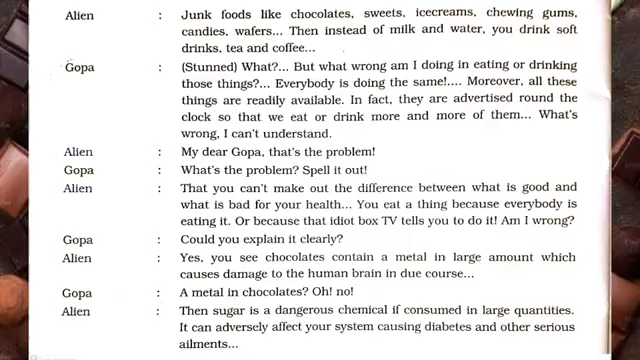 Alien : Junk foods like chocolates, sweets, icecreams, chewing gums,
candies, wafers... Then instead of milk and water, you drink soft
drinks, tea and coffee...
Gopa : (Stunned) What?... But what wrong am I doing in eating or drinking
those things?... Everybody is doing the same!.... Moreover, all these
things are readily available. In fact, they are advertised round the
clock so that we eat or drink more and more of them... What's
wrong, I can't understand.
Alien : My dear Gopa, that's the problem!
Gopa : What's the problem? Spell it out!
Alien : That you can't make out the difference between what is good and
what is bad for your health... You eat a thing because everybody is
eating it. Or because that idiot box TV tells you to do it! Am I wrong?
Gopa : Could you explain it clearly?
Alien : Yes, you see chocolates contain a metal in large amount which
causes damage to the human brain in due course...
Gopa : A metal in chocolates? Oh! no!
Alien : Then sugar is a dangerous chemical if consumed in large quantities.
It can adversely affect your system causing diabetes and other serious
ailments...